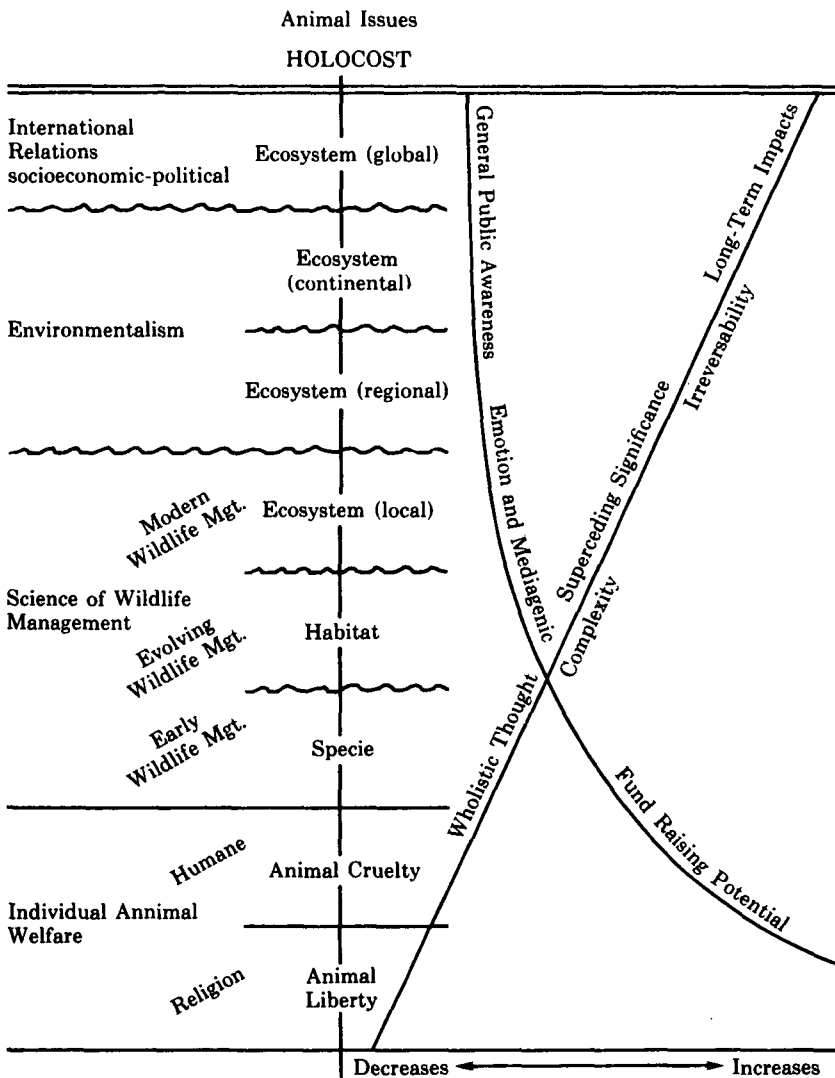 Animal Issues
HOLOCOST
International
Relations
socioeconomic-political
Ecosystem (global)
Ecosystem
(continental)
Environmentalism
Ecosystem (regional)
Modern
Wildlife Mgt.
Ecosystem (local)
Science of Wildlife
Management
Evolving
Wildlife Mgt.
Habitat
Early
Wildlife Mgt.
Specie
Humane
Animal Cruelty
Individual Annimal
Welfare
Religion
Animal
Liberty
General Public Awareness
Emotion and Mediagenic
Fund Raising Potential
Long-Term Impacts
Irreversability
Superceding Significance
Complexity
Wholistic Thought
Decreases
Increases